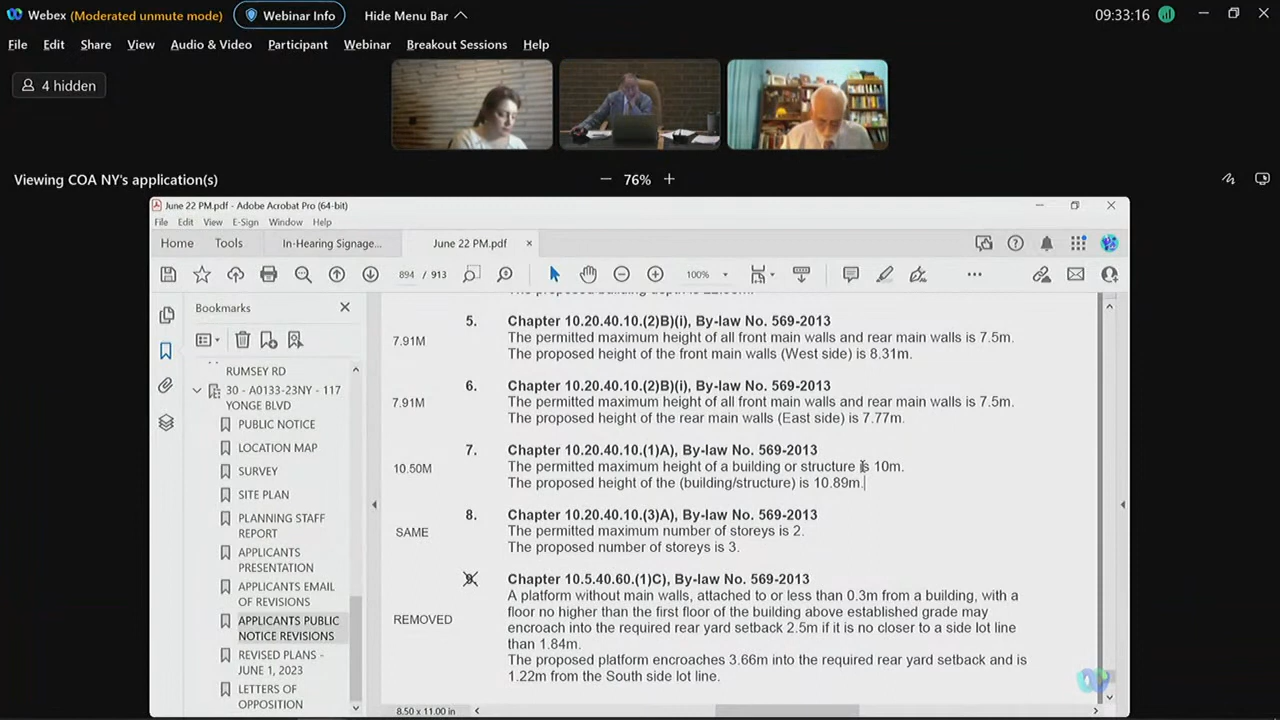 Webex (Moderated unmute mode) Webinar Info Hide Menu Bar 09:33:16
File Edit Share View Audio & Video Participant Webinar Breakout Sessions Help
4 hidden
Viewing COA NY's application(s) 76%
June 22 PM.pdf - Adobe Acrobat Pro (64-bit)
File Edit View E-Sign Window Help
Home Tools In-Hearing Signage... June 22 PM.pdf
894 / 913 100%
Bookmarks
RUMSEY RD
30 - A0133-23NY - 117
YONGE BLVD
PUBLIC NOTICE
LOCATION MAP
SURVEY
SITE PLAN
PLANNING STAFF
REPORT
APPLICANTS
PRESENTATION
APPLICANTS EMAIL
OF REVISIONS
APPLICANTS PUBLIC
NOTICE REVISIONS
REVISED PLANS -
JUNE 1, 2023
LETTERS OF
OPPOSITION
5. Chapter 10.20.40.10.(2)B)(i), By-law No. 569-2013
The permitted maximum height of all front main walls and rear main walls is 7.5m.
7.91M
The proposed height of the front main walls (West side) is 8.31m.
6. Chapter 10.20.40.10.(2)B)(i), By-law No. 569-2013
The permitted maximum height of all front main walls and rear main walls is 7.5m.
7.91M
The proposed height of the rear main walls (East side) is 7.77m.
7. Chapter 10.20.40.10.(1)A), By-law No. 569-2013
The permitted maximum height of a building or structure is 10m.
10.50M
The proposed height of the (building/structure) is 10.89m.
8. Chapter 10.20.40.10.(3)A), By-law No. 569-2013
The permitted maximum number of storeys is 2.
SAME
The proposed number of storeys is 3.
9. Chapter 10.5.40.60.(1)C), By-law No. 569-2013
A platform without main walls, attached to or less than 0.3m from a building, with a
floor no higher than the first floor of the building above established grade may
REMOVED
encroach into the required rear yard setback 2.5m if it is no closer to a side lot line
than 1.84m.
The proposed platform encroaches 3.66m into the required rear yard setback and is
1.22m from the South side lot line.
8.50 x 11.00 in